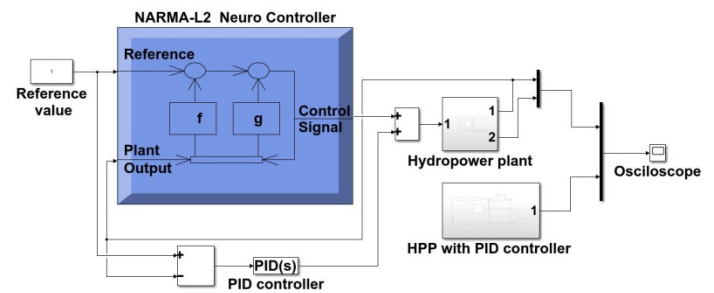 NARMA-L2 Neuro Controller
Reference
1
Reference
value
f
g
Control
Signal
Plant
Output
+
+
1
1
2
Hydropower plant
Osciloscope
1
HPP with PID controller
+
−
PID(s)
PID controller